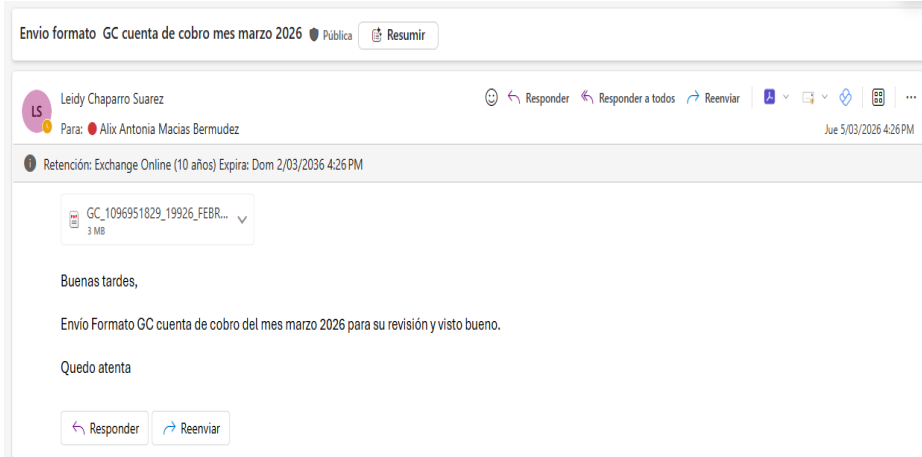 Envio formato  GC cuenta de cobro mes marzo 2026 Pública Resumir
LS
Leidy Chaparro Suarez
Responder Responder a todos Reenviar
Para: Alix Antonia Macias Bermudez
Jue 5/03/2026 4:26 PM
Retención: Exchange Online (10 años) Expira: Dom 2/03/2036 4:26 PM
GC_1096951829_19926_FEBR...
3 MB
Buenas tardes,
Envío Formato GC cuenta de cobro del mes marzo 2026 para su revisión y visto bueno.
Quedo atenta
Responder Reenviar